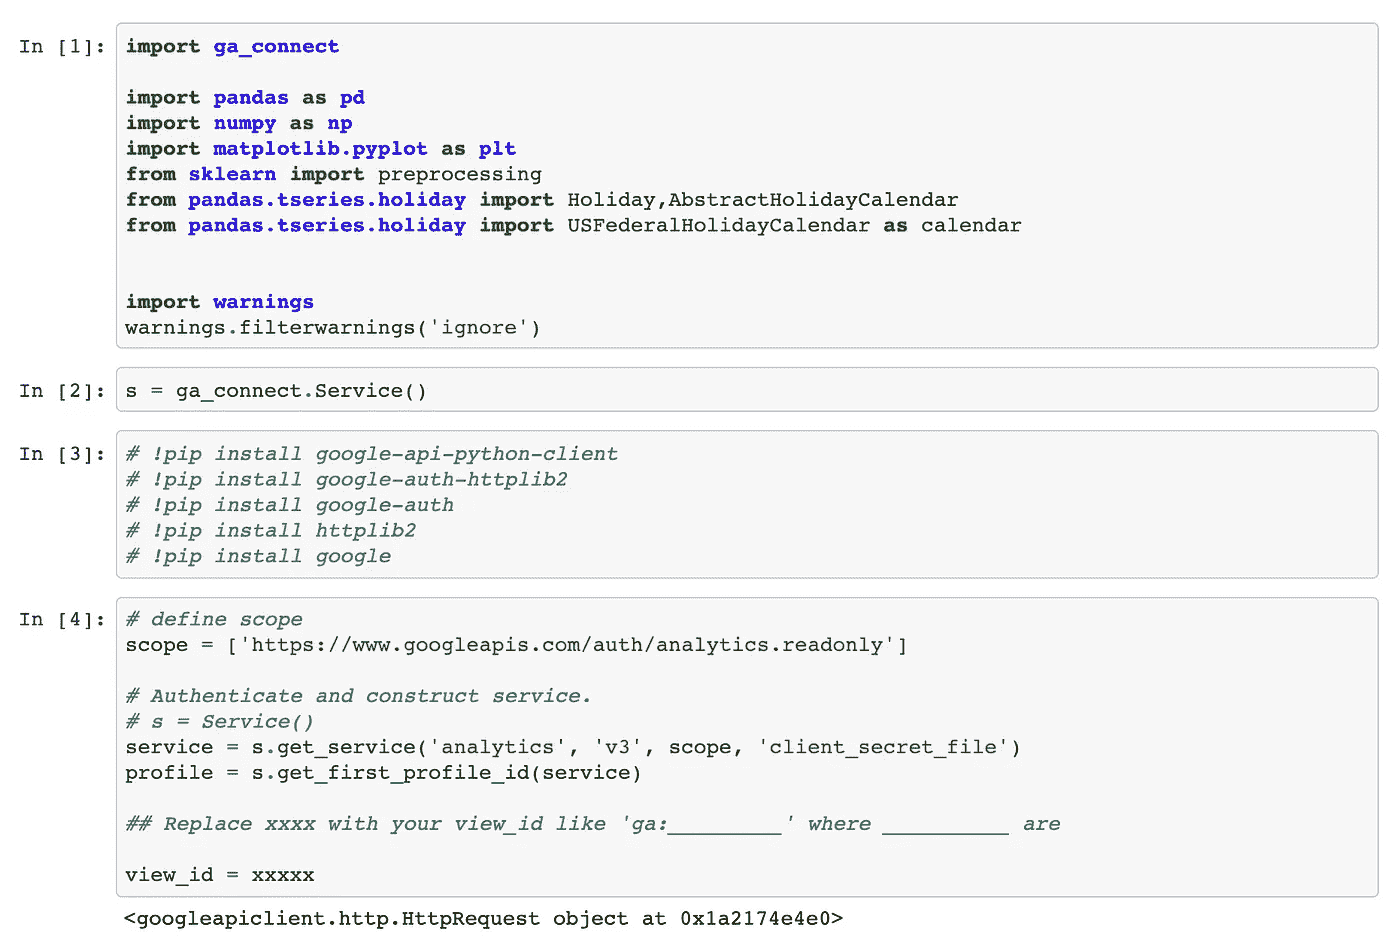 In [1]: import ga_connect
import pandas as pd
import numpy as np
import matplotlib.pyplot as plt
from sklearn import preprocessing
from pandas.tseries.holiday import Holiday,AbstractHolidayCalendar
from pandas.tseries.holiday import USFederalHolidayCalendar as calendar
import warnings
warnings.filterwarnings('ignore')
In [2]: s = ga_connect.Service()
In [3]: # !pip install google-api-python-client
# !pip install google-auth-httplib2
# !pip install google-auth
# !pip install httplib2
# !pip install google
In [4]: # define scope
scope = ['https://www.googleapis.com/auth/analytics.readonly']
# Authenticate and construct service.
# s = Service()
service = s.get_service('analytics', 'v3', scope, 'client_secret_file')
profile = s.get_first_profile_id(service)
## Replace xxxx with your view_id like 'ga:_________' where __________ are
view_id = xxxxx
<googleapiclient.http.HttpRequest object at 0x1a2174e4e0>